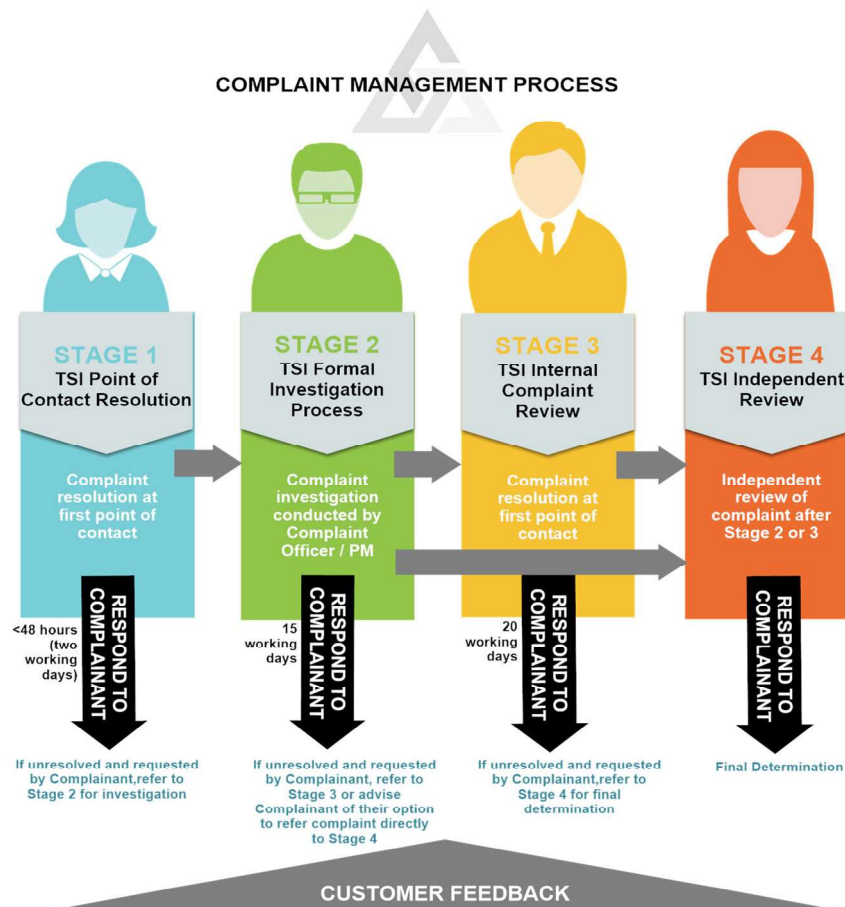 COMPLAINT MANAGEMENT PROCESS
STAGE 1
TSI Point of
Contact Resolution
Complaint
resolution at
first point of
contact
<48 hours
(two
working
days)
RESPOND TO
COMPLAINANT
If unresolved and requested
by Complainant,refer to
Stage 2 for investigation
STAGE 2
TSI Formal
Investigation
Process
Complaint
investigation
conducted by
Complaint
Officer / PM
15
working
days
RESPOND TO
COMPLAINANT
If unresolved and requested
by Complainant, refer to
Stage 3 or advise
Complainant of their option
to refer complaint directly
to Stage 4
STAGE 3
TSI Internal
Complaint
Review
Complaint
resolution at
first point of
contact
20
working
days
RESPOND TO
COMPLAINANT
If unresolved and requested
by Complainant,refer to
Stage 4 for final
determination
STAGE 4
TSI Independent
Review
Independent
review of
complaint after
Stage 2 or 3
RESPOND TO
COMPLAINANT
Final Determination
CUSTOMER FEEDBACK